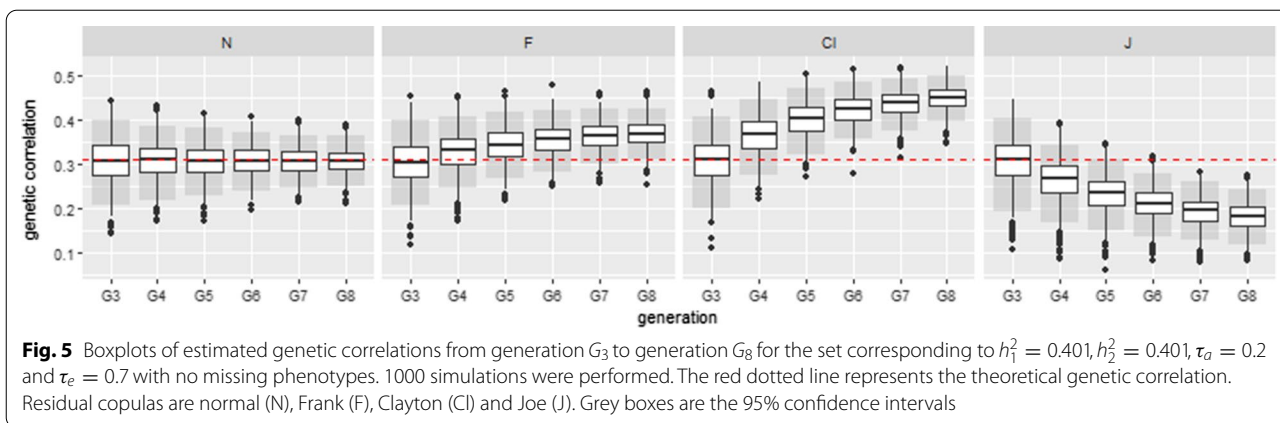 N F Cl J
genetic correlation
0.5
0.4
0.3
0.2
0.1
G3 G4 G5 G6 G7 G8 G3 G4 G5 G6 G7 G8 G3 G4 G5 G6 G7 G8 G3 G4 G5 G6 G7 G8
generation
Fig. 5 Boxplots of estimated genetic correlations from generation G₃ to generation G₈ for the set corresponding to h₁² = 0.401, h₂² = 0.401, τₐ = 0.2
and τₑ = 0.7 with no missing phenotypes. 1000 simulations were performed. The red dotted line represents the theoretical genetic correlation.
Residual copulas are normal (N), Frank (F), Clayton (Cl) and Joe (J). Grey boxes are the 95% confidence intervals